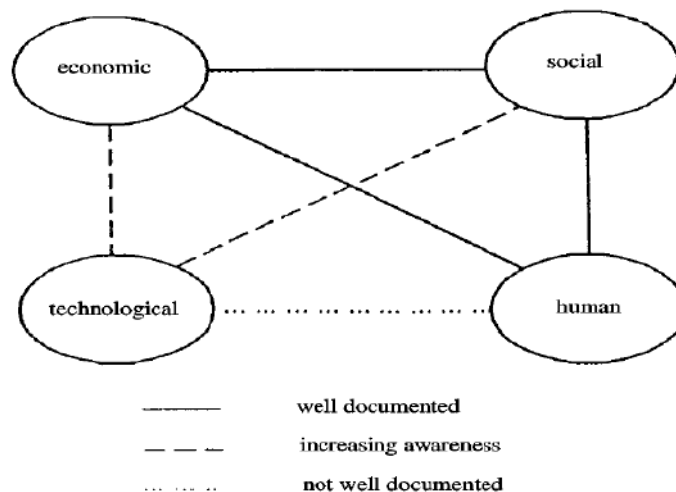 economic
social
technological
human
well documented
increasing awareness
not well documented